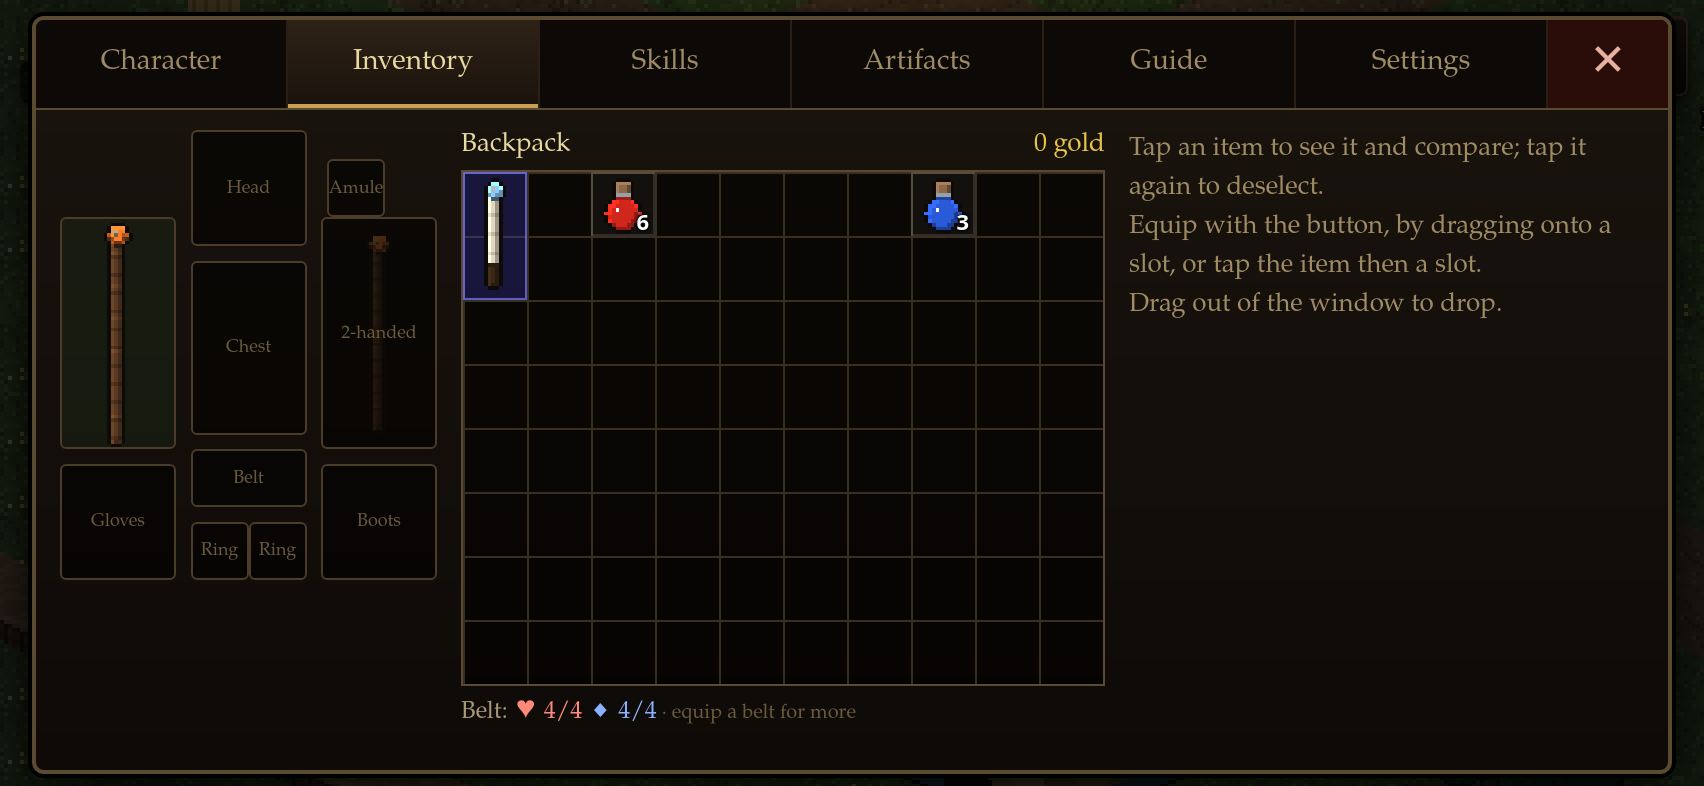 Character Inventory Skills Artifacts Guide Settings ✕
Head
Amule
2-handed
Chest
Belt
Gloves
Ring Ring
Boots
Backpack 0 gold
6 3
Belt: ♥ 4/4 ♦ 4/4 · equip a belt for more
Tap an item to see it and compare; tap it
again to deselect.
Equip with the button, by dragging onto a
slot, or tap the item then a slot.
Drag out of the window to drop.